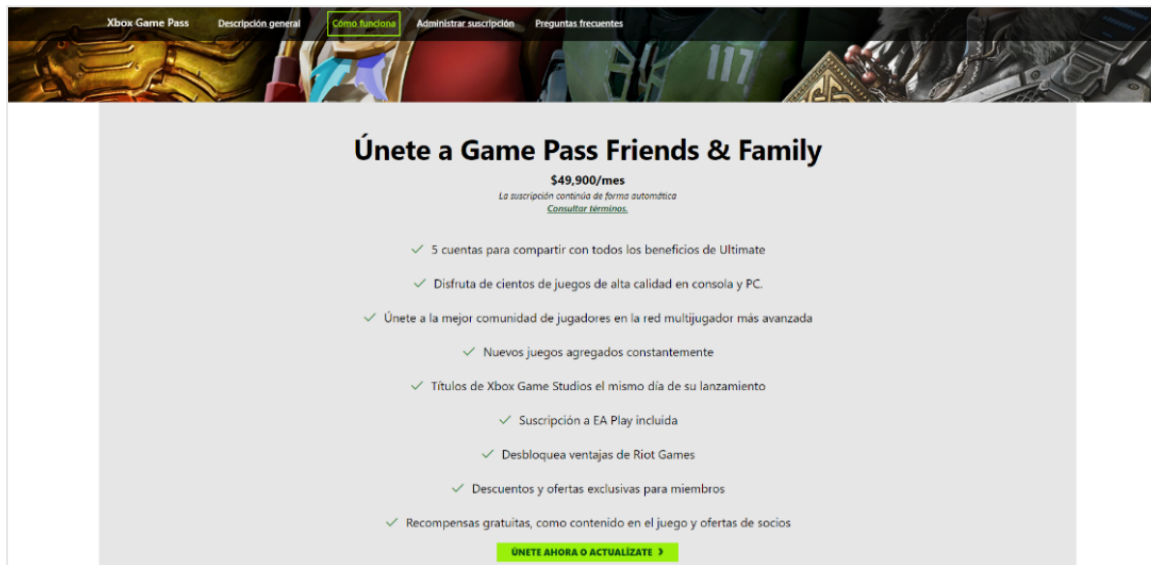 Xbox Game Pass Descripción general Cómo funciona Administrar suscripción Preguntas frecuentes
117
Únete a Game Pass Friends & Family
$49,900/mes
La suscripción continúa de forma automática
Consultar términos.
5 cuentas para compartir con todos los beneficios de Ultimate
Disfruta de cientos de juegos de alta calidad en consola y PC.
Únete a la mejor comunidad de jugadores en la red multijugador más avanzada
Nuevos juegos agregados constantemente
Títulos de Xbox Game Studios el mismo día de su lanzamiento
Suscripción a EA Play incluida
Desbloquea ventajas de Riot Games
Descuentos y ofertas exclusivas para miembros
Recompensas gratuitas, como contenido en el juego y ofertas de socios
ÚNETE AHORA O ACTUALÍZATE